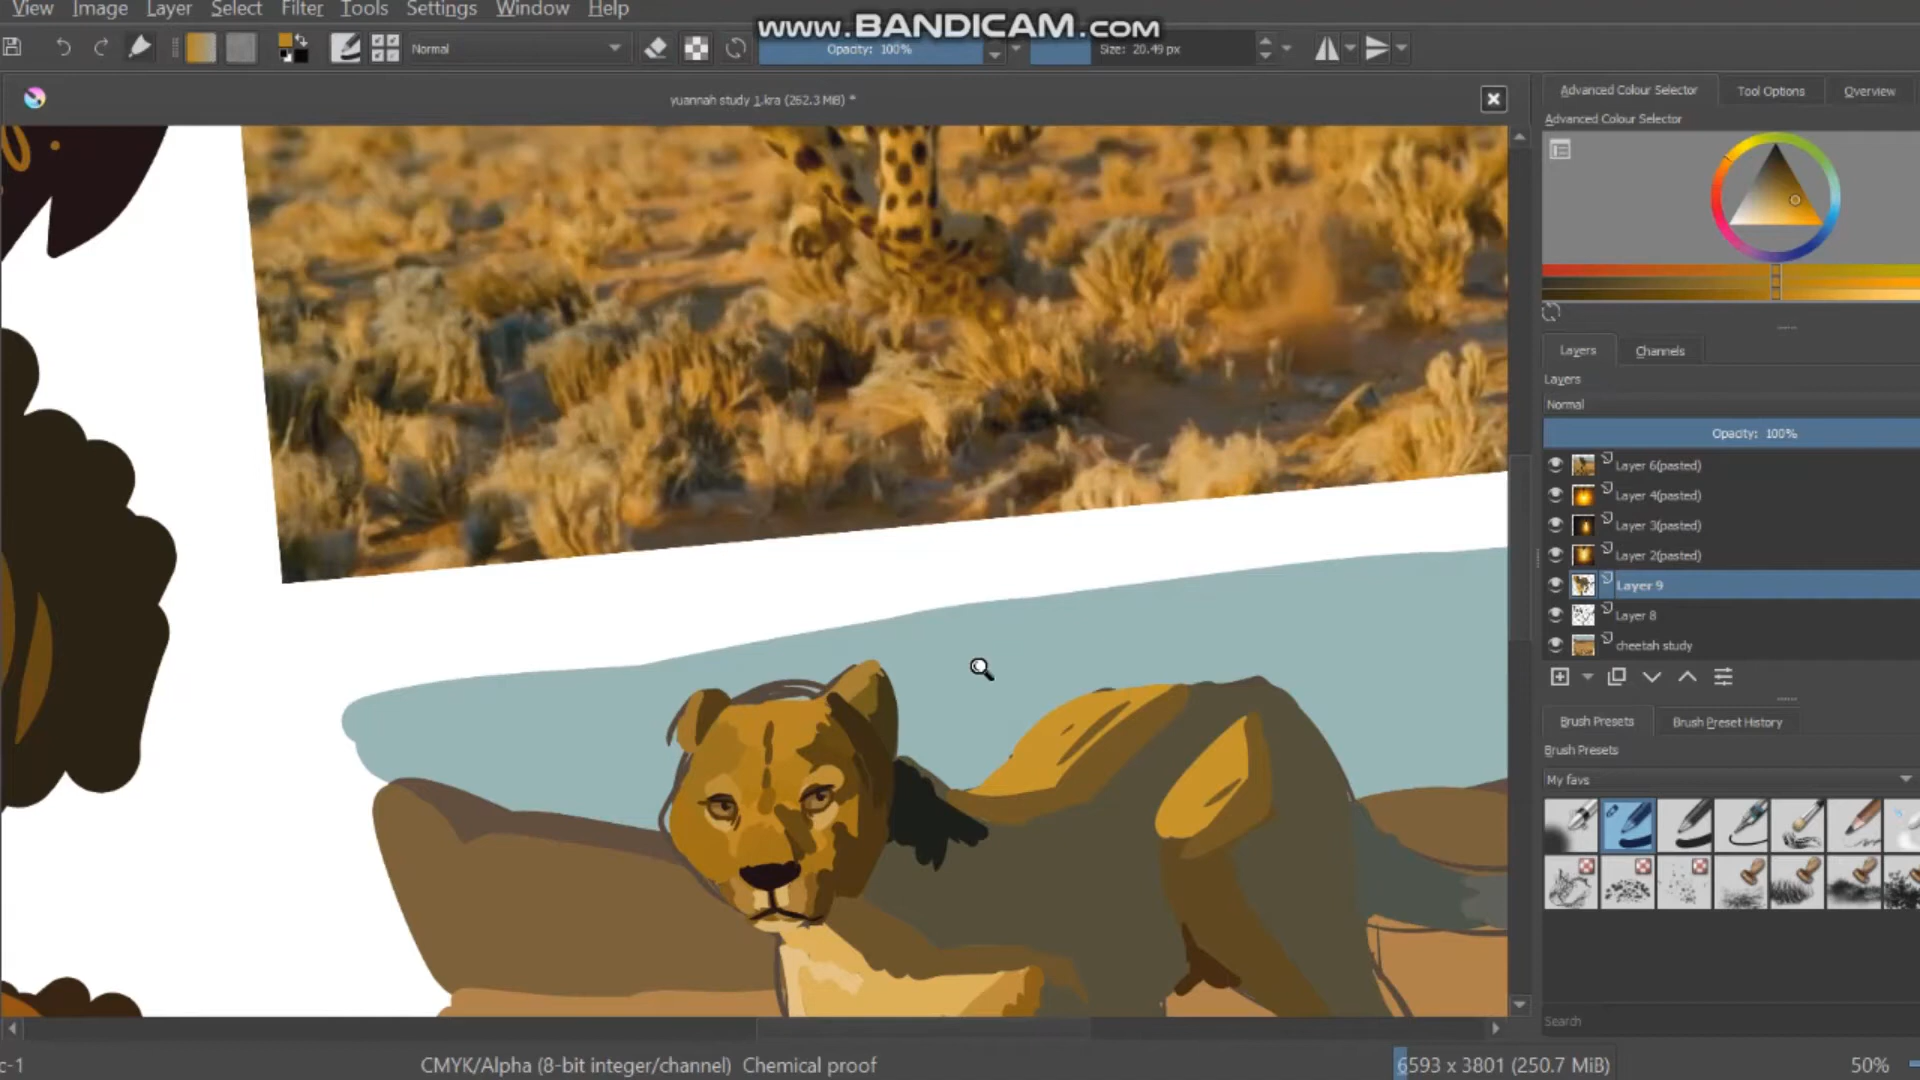 View Image Layer Select Filter Tools Settings Window Help
www.BANDICAM.com
Normal
Opacity: 100%
Size: 20.49 px
yuannah study 1.kra (262.3 MiB) *
Advanced Colour Selector
Tool Options
Overview
Advanced Colour Selector
Layers
Channels
Layers
Normal
Opacity: 100%
Layer 6(pasted)
Layer 4(pasted)
Layer 3(pasted)
Layer 2(pasted)
Layer 9
Layer 8
cheetah study
Brush Presets
Brush Preset History
Brush Presets
My favs
Search
c-1
CMYK/Alpha (8-bit integer/channel) Chemical proof
6593 x 3801 (250.7 MiB)
50%